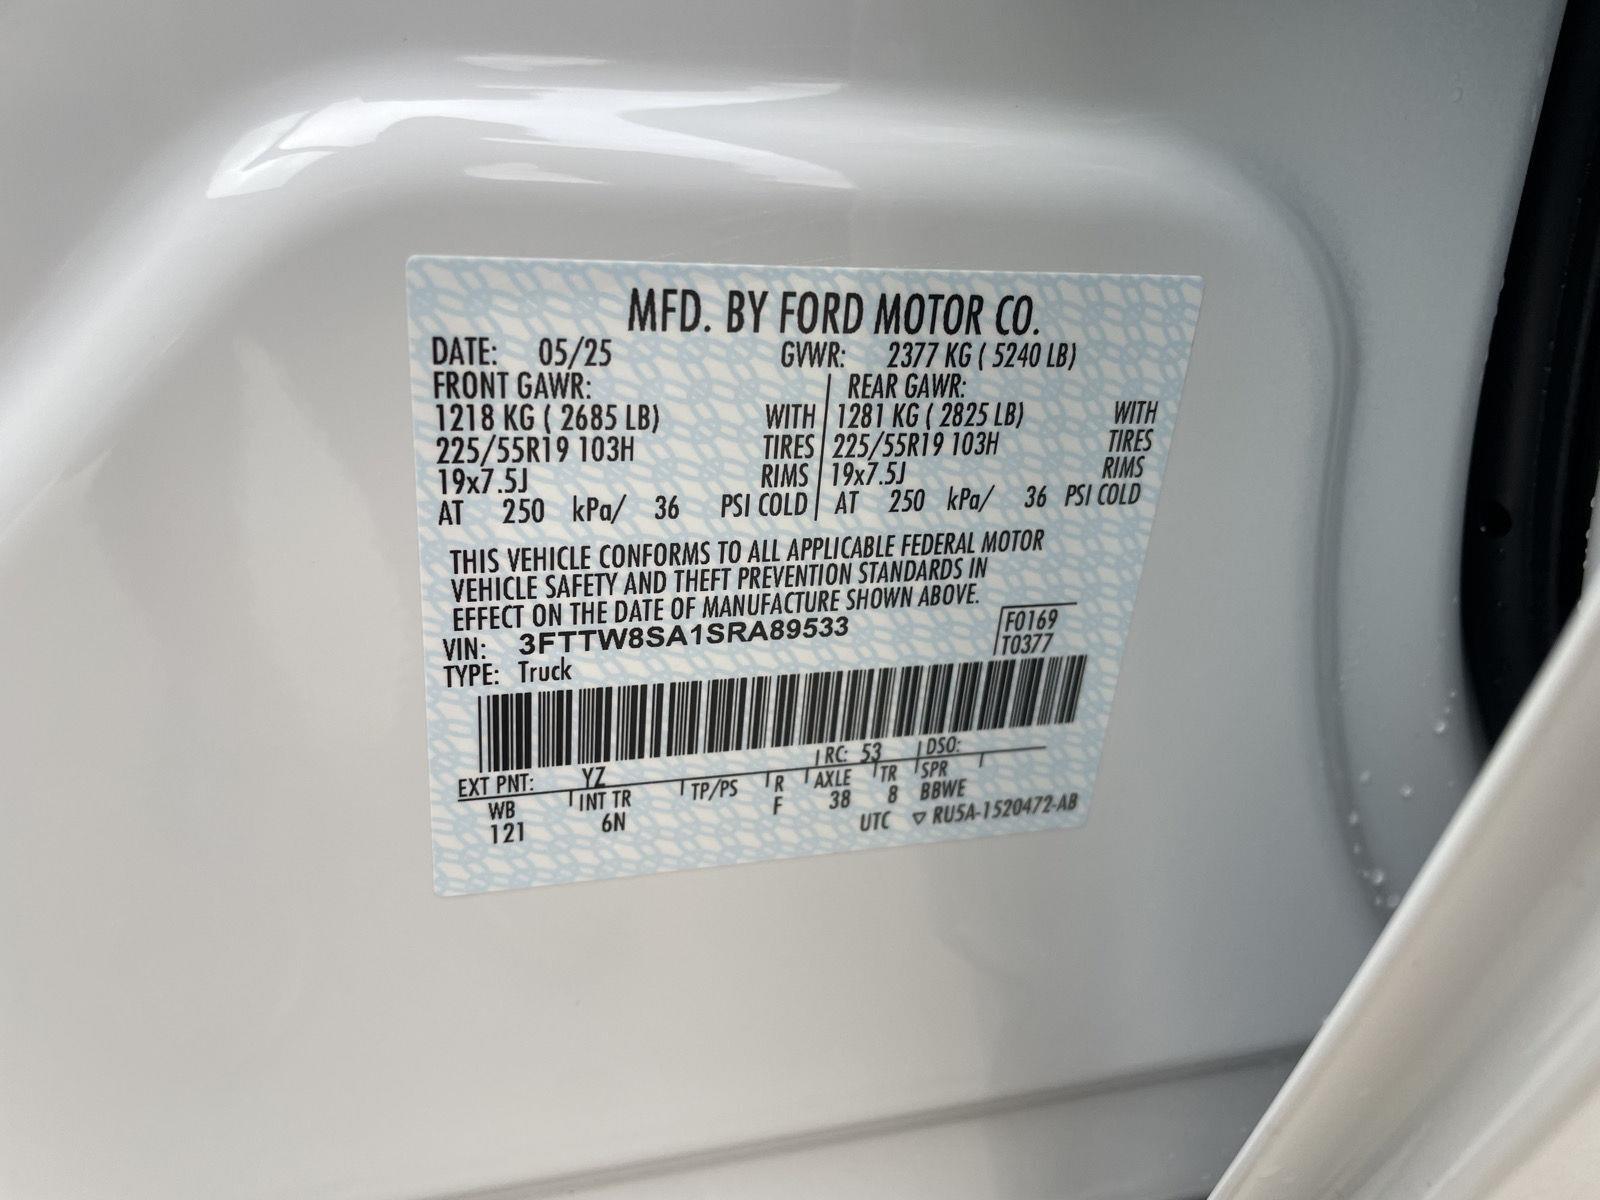 MFD. BY FORD MOTOR CO.
DATE: 05/25 GVWR: 2377 KG ( 5240 LB)
FRONT GAWR: REAR GAWR:
1218 KG ( 2685 LB) WITH 1281 KG ( 2825 LB) WITH
225/55R19 103H TIRES 225/55R19 103H TIRES
19x7.5J RIMS 19x7.5J RIMS
AT 250 kPa/ 36 PSI COLD AT 250 kPa/ 36 PSI COLD
THIS VEHICLE CONFORMS TO ALL APPLICABLE FEDERAL MOTOR
VEHICLE SAFETY AND THEFT PREVENTION STANDARDS IN
EFFECT ON THE DATE OF MANUFACTURE SHOWN ABOVE.
VIN: 3FTTW8SA1SRA89533 F0169
TYPE: Truck T0377
EXT PNT: YZ RC: 53 DSO:
WB INT TR TP/PS R AXLE TR SPR
121 6N F 38 8 BBWE
UTC ▽ RU5A-1520472-AB